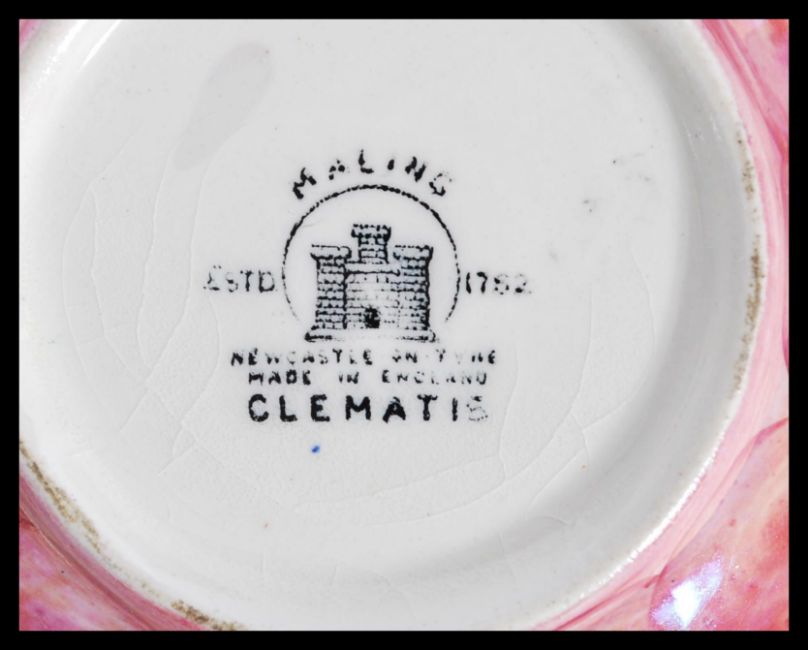 MALING
ESTD 1762
NEWCASTLE ON TYNE
MADE IN ENGLAND
CLEMATIS